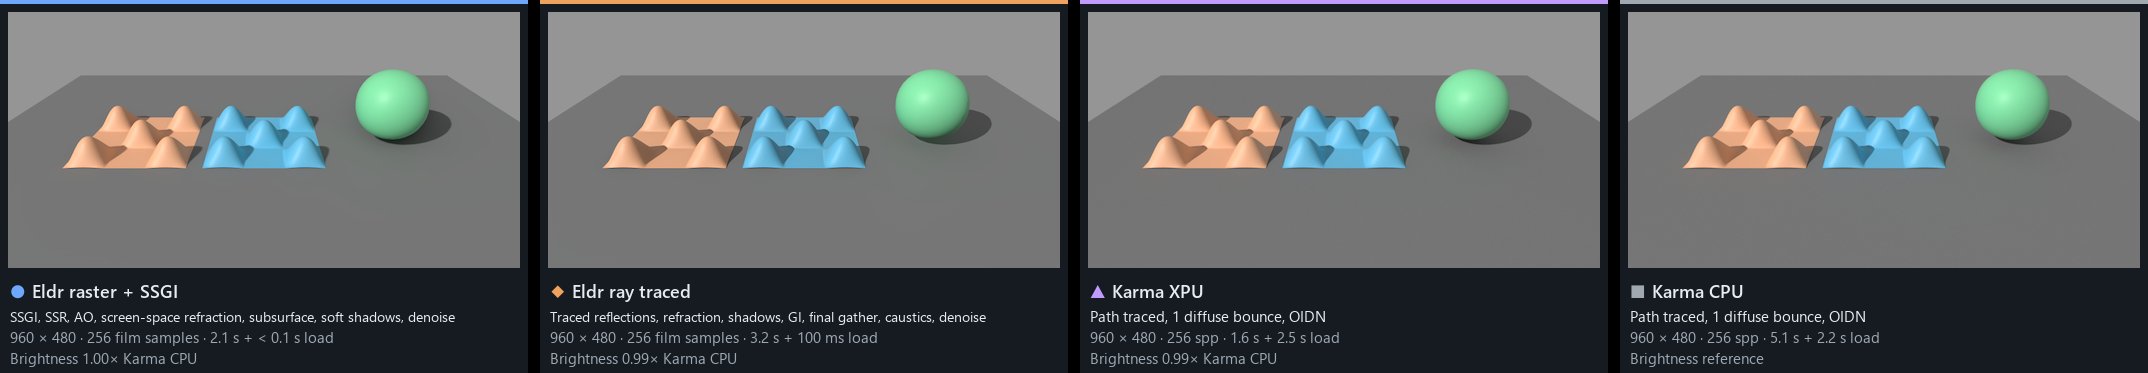 Eldr raster + SSGI
SSGI, SSR, AO, screen-space refraction, subsurface, soft shadows, denoise
960 × 480 · 256 film samples · 2.1 s + < 0.1 s load
Brightness 1.00× Karma CPU
Eldr ray traced
Traced reflections, refraction, shadows, GI, final gather, caustics, denoise
960 × 480 · 256 film samples · 3.2 s + 100 ms load
Brightness 0.99× Karma CPU
Karma XPU
Path traced, 1 diffuse bounce, OIDN
960 × 480 · 256 spp · 1.6 s + 2.5 s load
Brightness 0.99× Karma CPU
Karma CPU
Path traced, 1 diffuse bounce, OIDN
960 × 480 · 256 spp · 5.1 s + 2.2 s load
Brightness reference